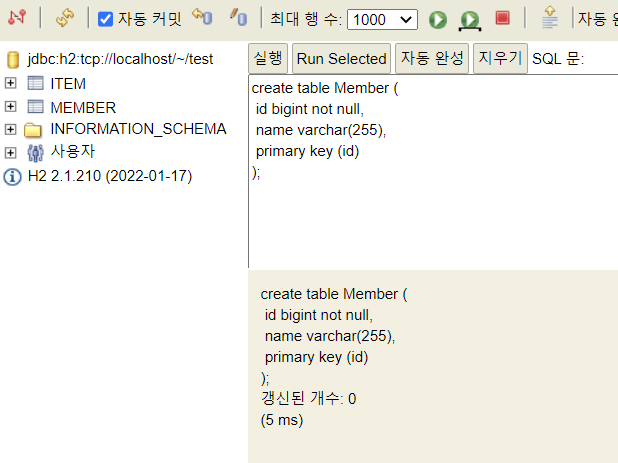 자동 커밋 최대 행 수: 1000 자동 완
jdbc:h2:tcp://localhost/~/test
ITEM
MEMBER
INFORMATION_SCHEMA
사용자
H2 2.1.210 (2022-01-17)
실행 Run Selected 자동 완성 지우기 SQL 문:
create table Member (
id bigint not null,
name varchar(255),
primary key (id)
);
create table Member (
id bigint not null,
name varchar(255),
primary key (id)
);
갱신된 개수: 0
(5 ms)